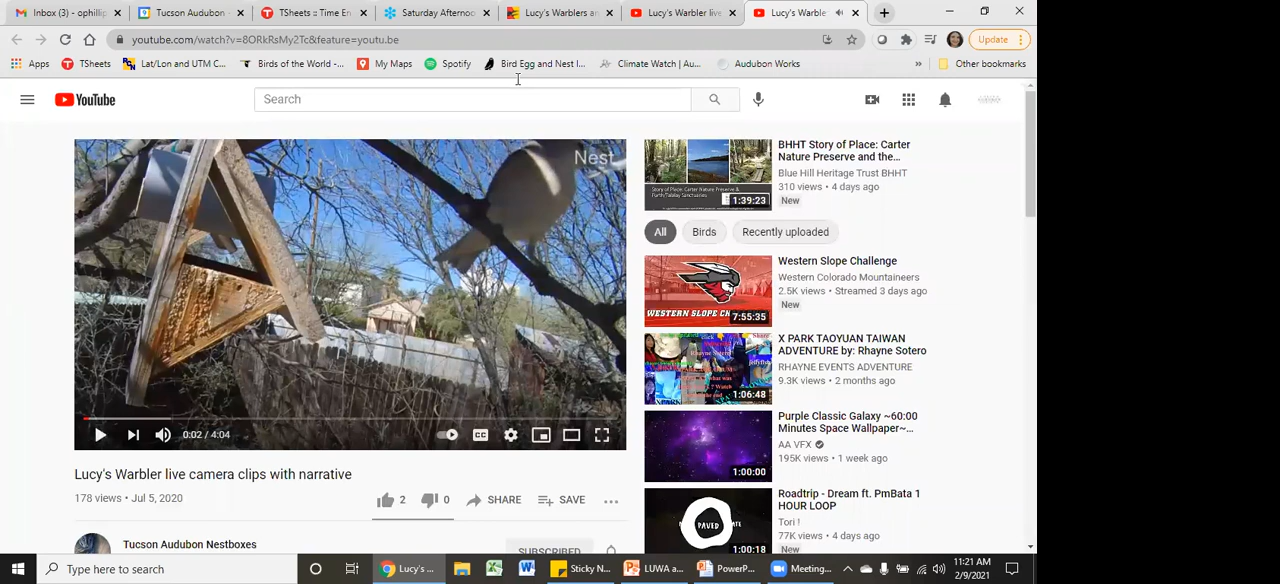 Inbox (3) - ophillip
Tucson Audubon -
TSheets :: Time En
Saturday Afternoo
Lucy's Warblers an
Lucy's Warbler live
Lucy's Warble
youtube.com/watch?v=8ORkRsMy2Tc&feature=youtu.be
Update
Apps
TSheets
Lat/Lon and UTM C...
Birds of the World -...
My Maps
Spotify
Bird Egg and Nest I...
Climate Watch | Au...
Audubon Works
»
Other bookmarks
YouTube
Search
Nest
0:02 / 4:04
CC
Lucy's Warbler live camera clips with narrative
178 views • Jul 5, 2020
2
0
SHARE
SAVE
Tucson Audubon Nestboxes
SUBSCRIBED
1:39:23
BHHT Story of Place: Carter
Nature Preserve and the...
Blue Hill Heritage Trust BHHT
310 views • 4 days ago
New
All
Birds
Recently uploaded
7:55:35
Western Slope Challenge
Western Colorado Mountaineers
2.5K views • Streamed 3 days ago
New
1:06:48
X PARK TAOYUAN TAIWAN
ADVENTURE by: Rhayne Sotero
RHAYNE EVENTS ADVENTURE
9.3K views • 2 months ago
1:00:00
Purple Classic Galaxy ~60:00
Minutes Space Wallpaper~...
AA VFX
195K views • 1 week ago
1:00:18
Roadtrip - Dream ft. PmBata 1
HOUR LOOP
Tori !
77K views • 4 days ago
New
Type here to search
Lucy's ...
Sticky N...
LUWA a...
PowerP...
Meeting...
11:21 AM
2/9/2021